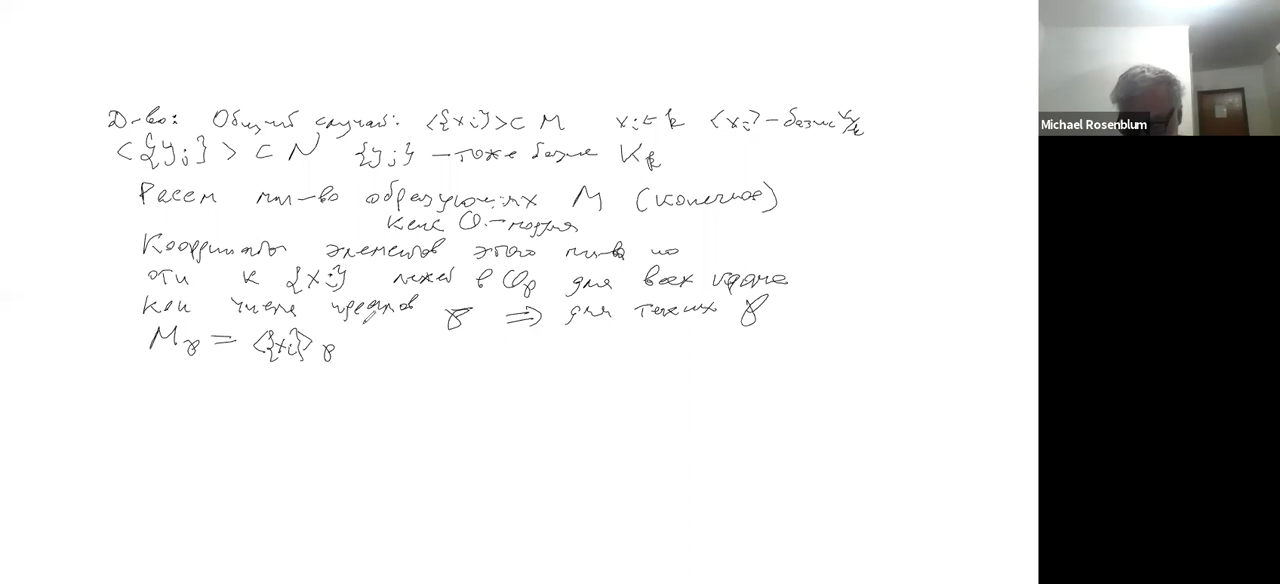 Д-во: Общий случай: <{xᵢ}> ⊂ M xᵢ ∈ k <xᵢ> – базис V/k
<{yⱼ}> ⊂ N {yⱼ} – тоже базис
Рассм мн-во образующих M (конечное)
как O-модуля
Координаты элементов этого мн-ва по
отн к {xᵢ} лежат в O_𝔭 для всех кроме
кон числа идеалов 𝔭 ⇒ для таких 𝔭
M_𝔭 = <{xᵢ}>_𝔭
Michael Rosenblum